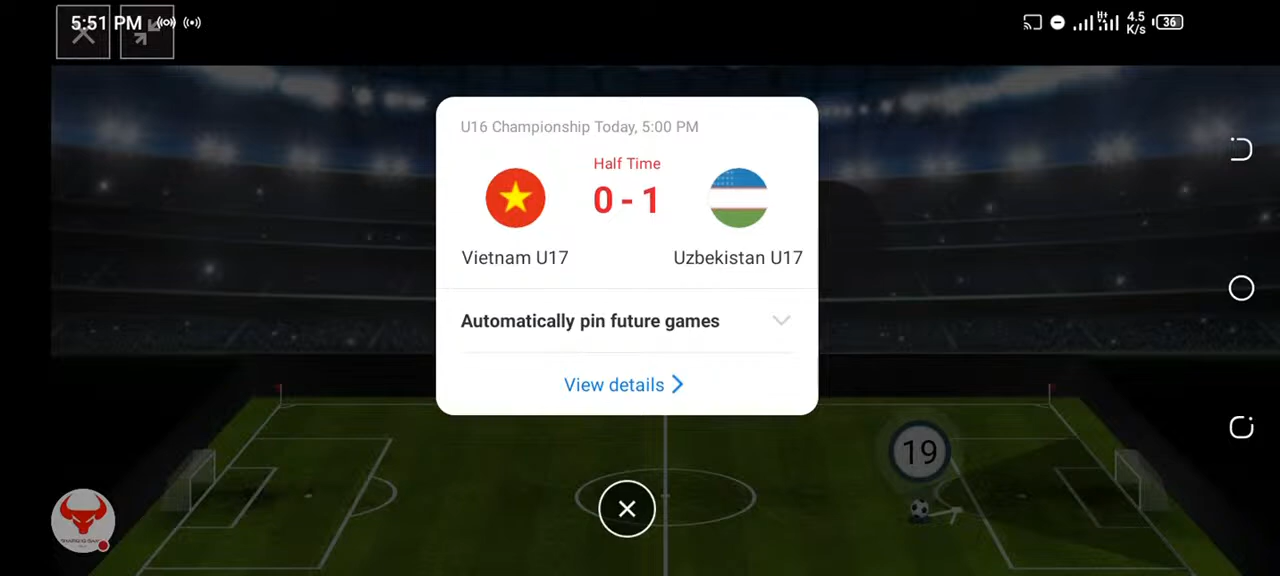 5:51 PM
4.5
K/s
36
H+
U16 Championship Today, 5:00 PM
Half Time
0 - 1
Vietnam U17
Uzbekistan U17
Automatically pin future games
View details
19